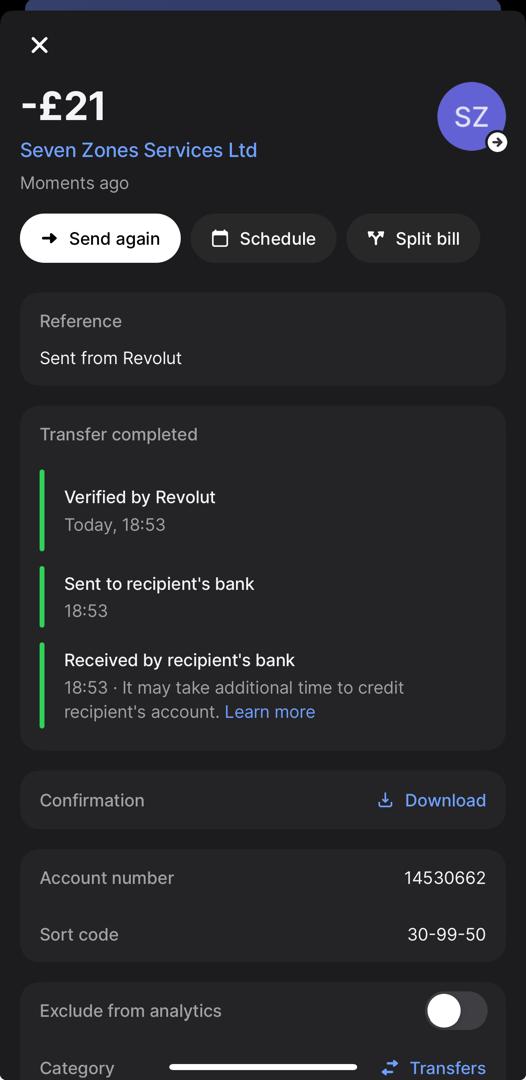 -£21
SZ
Seven Zones Services Ltd
Moments ago
Send again
Schedule
Split bill
Reference
Sent from Revolut
Transfer completed
Verified by Revolut
Today, 18:53
Sent to recipient's bank
18:53
Received by recipient's bank
18:53 · It may take additional time to credit
recipient's account. Learn more
Confirmation
Download
Account number
14530662
Sort code
30-99-50
Exclude from analytics
Category
Transfers